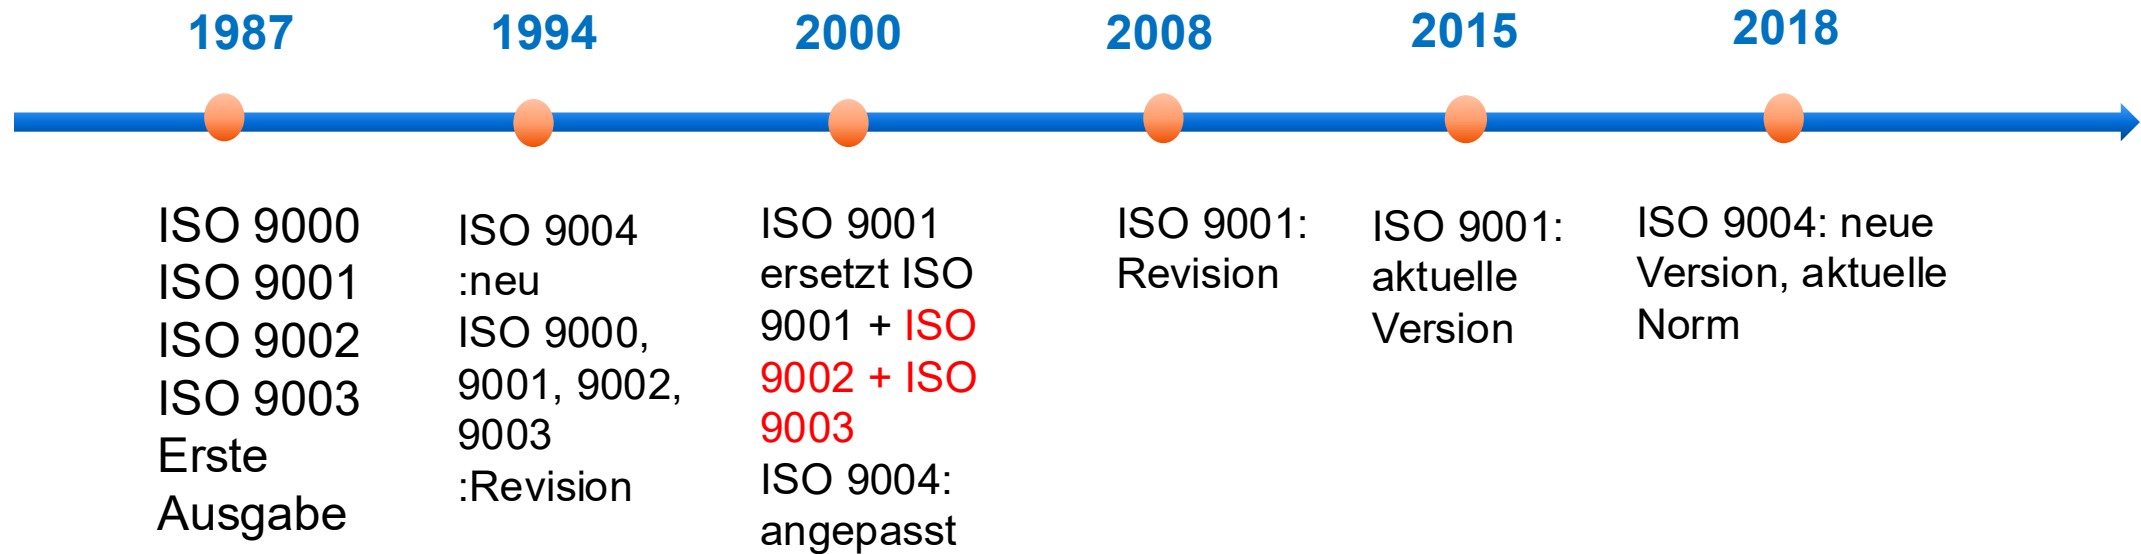 1987
1994
2000
2008
2015
2018
ISO 9000
ISO 9001
ISO 9002
ISO 9003
Erste
Ausgabe
ISO 9004
:neu
ISO 9000,
9001, 9002,
9003
:Revision
ISO 9001
ersetzt ISO
9001 + ISO
9002 + ISO
9003
ISO 9004:
angepasst
ISO 9001:
Revision
ISO 9001:
aktuelle
Version
ISO 9004: neue
Version, aktuelle
Norm